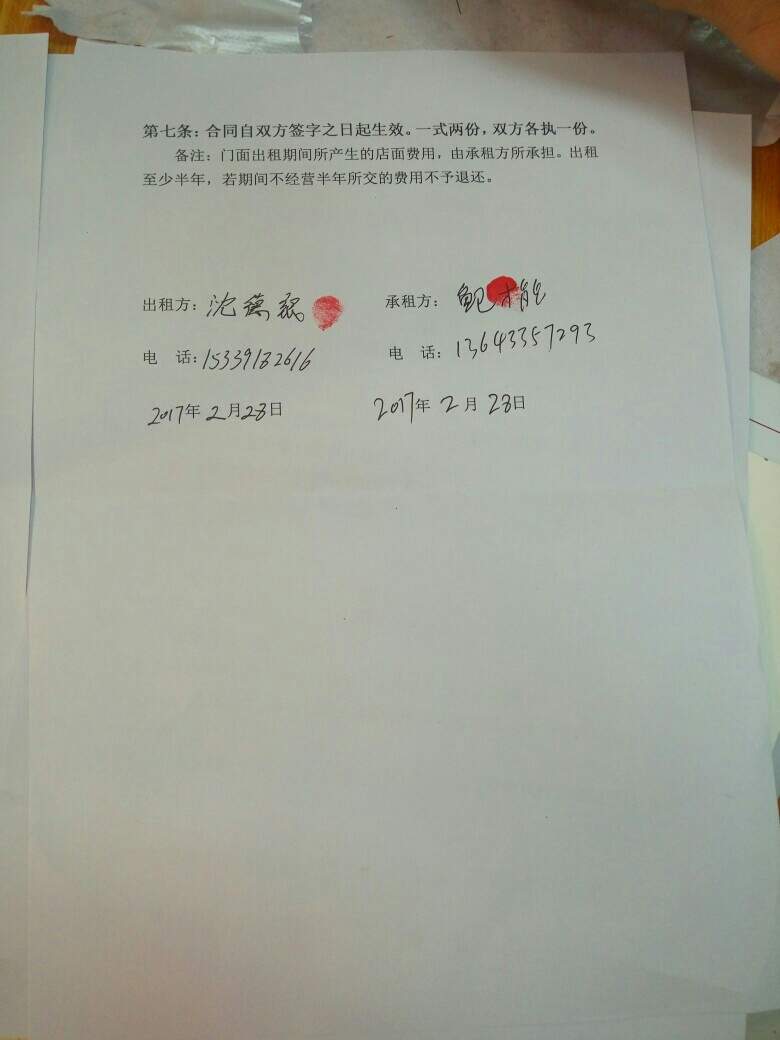 第七条：合同自双方签字之日起生效。一式两份，双方各执一份。
备注：门面出租期间所产生的店面费用，由承租方所承担。出租
至少半年，若期间不经营半年所交的费用不予退还。
出租方：沈 承租方：鲍
电 话：15339182616 电 话：13643357293
2017年2月28日 2017年2月28日